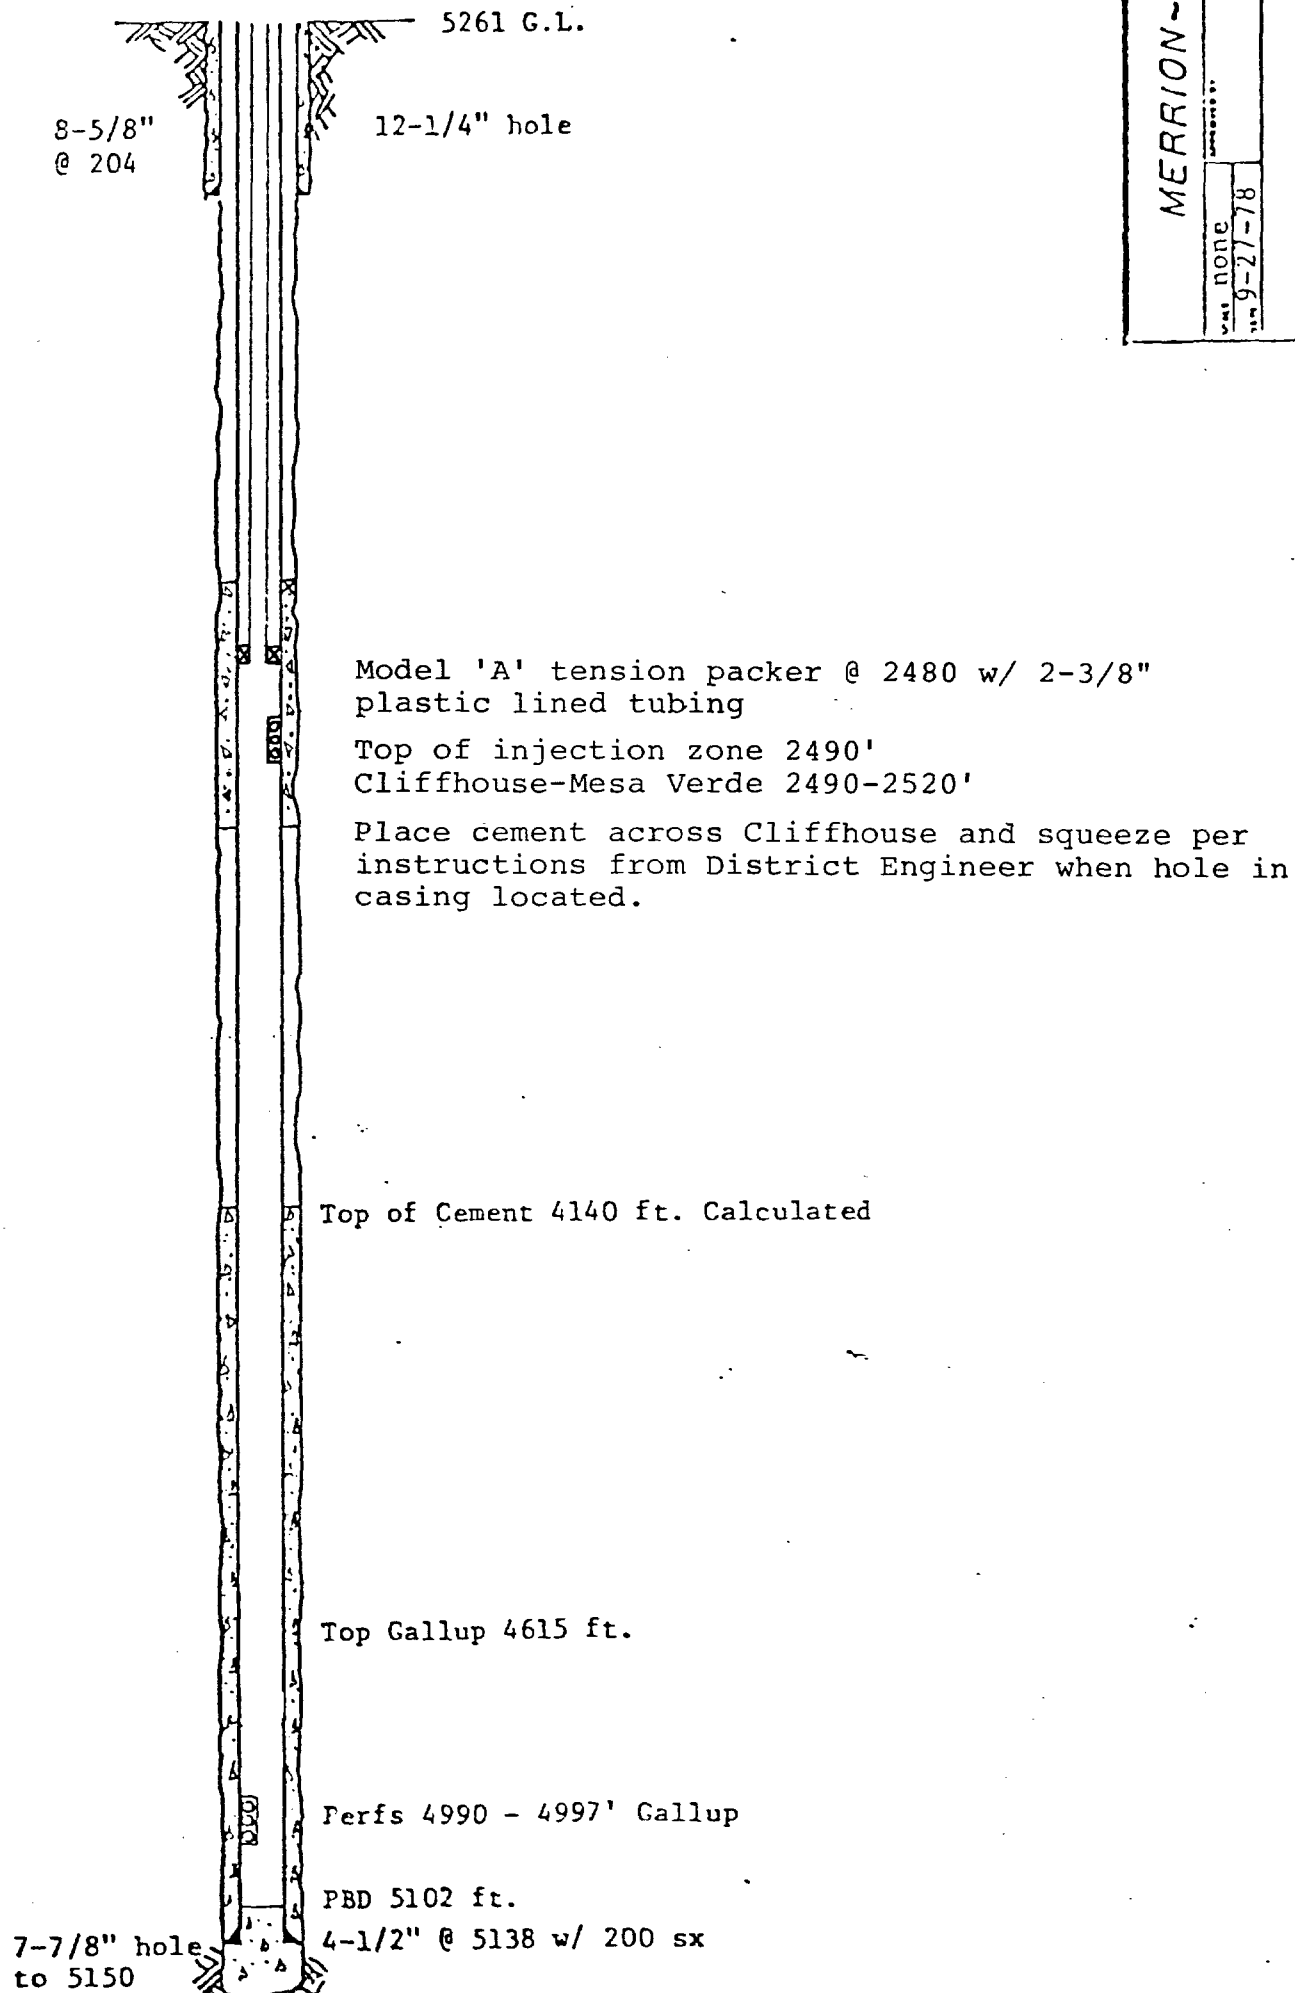 5261 G.L.
8-5/8"
@ 204
12-1/4" hole
MERRION
none
9-27-78
Model 'A' tension packer @ 2480 w/ 2-3/8"
plastic lined tubing
Top of injection zone 2490'
Cliffhouse-Mesa Verde 2490-2520'
Place cement across Cliffhouse and squeeze per
instructions from District Engineer when hole in
casing located.
Top of Cement 4140 ft. Calculated
Top Gallup 4615 ft.
Perfs 4990 - 4997' Gallup
PBD 5102 ft.
4-1/2" @ 5138 w/ 200 sx
7-7/8" hole
to 5150